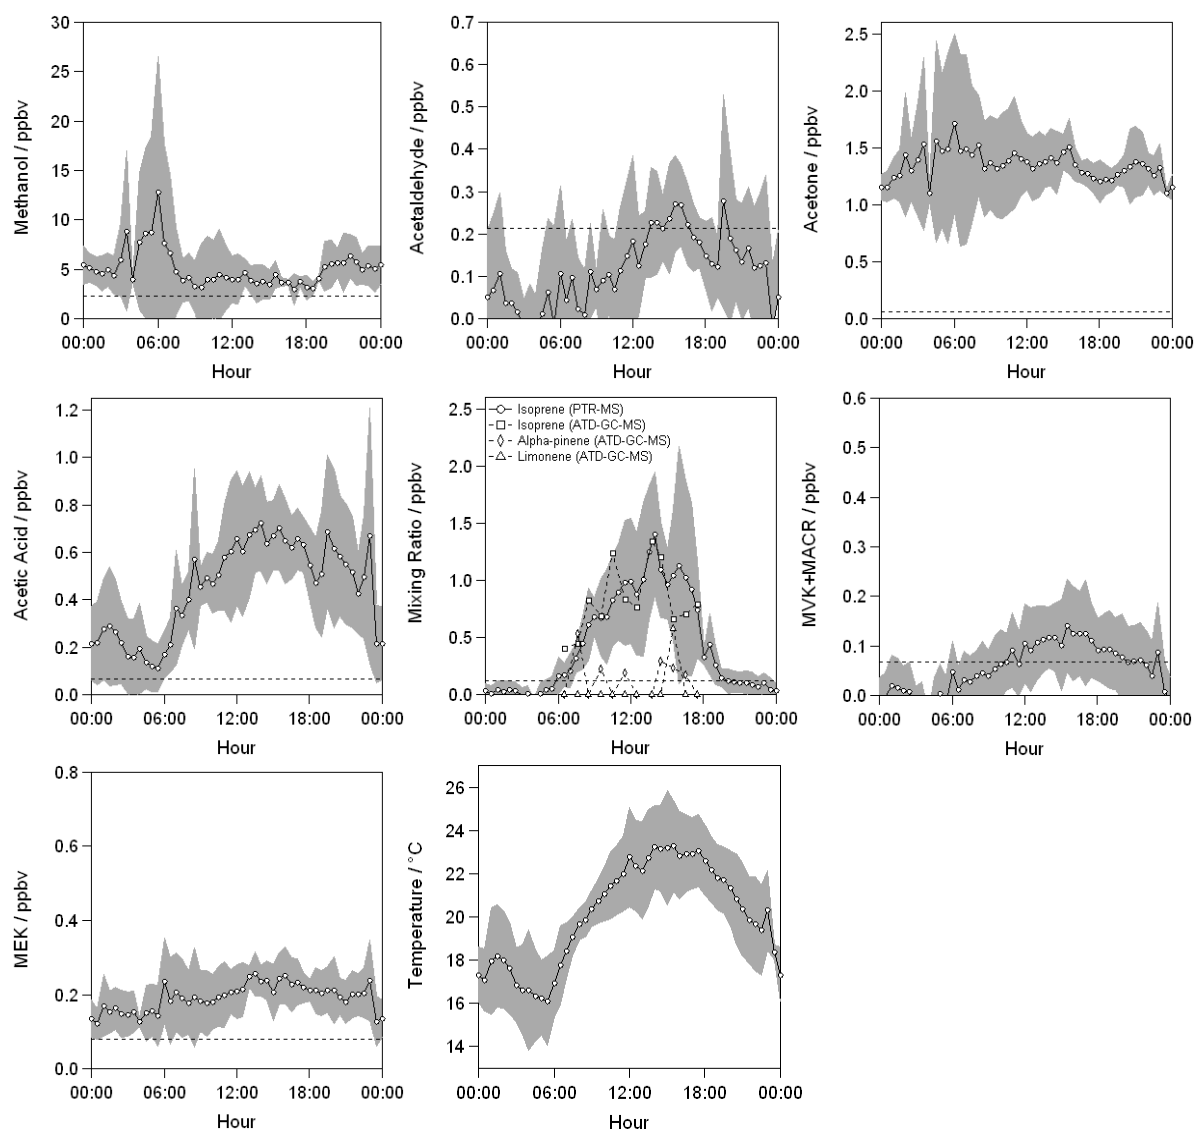 Methanol / ppbv
30
25
20
15
10
5
0
00:00 06:00 12:00 18:00 00:00
Hour
Acetaldehyde / ppbv
0.7
0.6
0.5
0.4
0.3
0.2
0.1
0.0
00:00 06:00 12:00 18:00 00:00
Hour
Acetone / ppbv
2.5
2.0
1.5
1.0
0.5
0.0
00:00 06:00 12:00 18:00 00:00
Hour
Acetic Acid / ppbv
1.2
1.0
0.8
0.6
0.4
0.2
0.0
00:00 06:00 12:00 18:00 00:00
Hour
Mixing Ratio / ppbv
2.5
2.0
1.5
1.0
0.5
0.0
Isoprene (PTR-MS)
Isoprene (ATD-GC-MS)
Alpha-pinene (ATD-GC-MS)
Limonene (ATD-GC-MS)
00:00 06:00 12:00 18:00 00:00
Hour
MVK+MACR / ppbv
0.6
0.5
0.4
0.3
0.2
0.1
0.0
00:00 06:00 12:00 18:00 00:00
Hour
MEK / ppbv
0.8
0.6
0.4
0.2
0.0
00:00 06:00 12:00 18:00 00:00
Hour
Temperature / °C
26
24
22
20
18
16
14
00:00 06:00 12:00 18:00 00:00
Hour